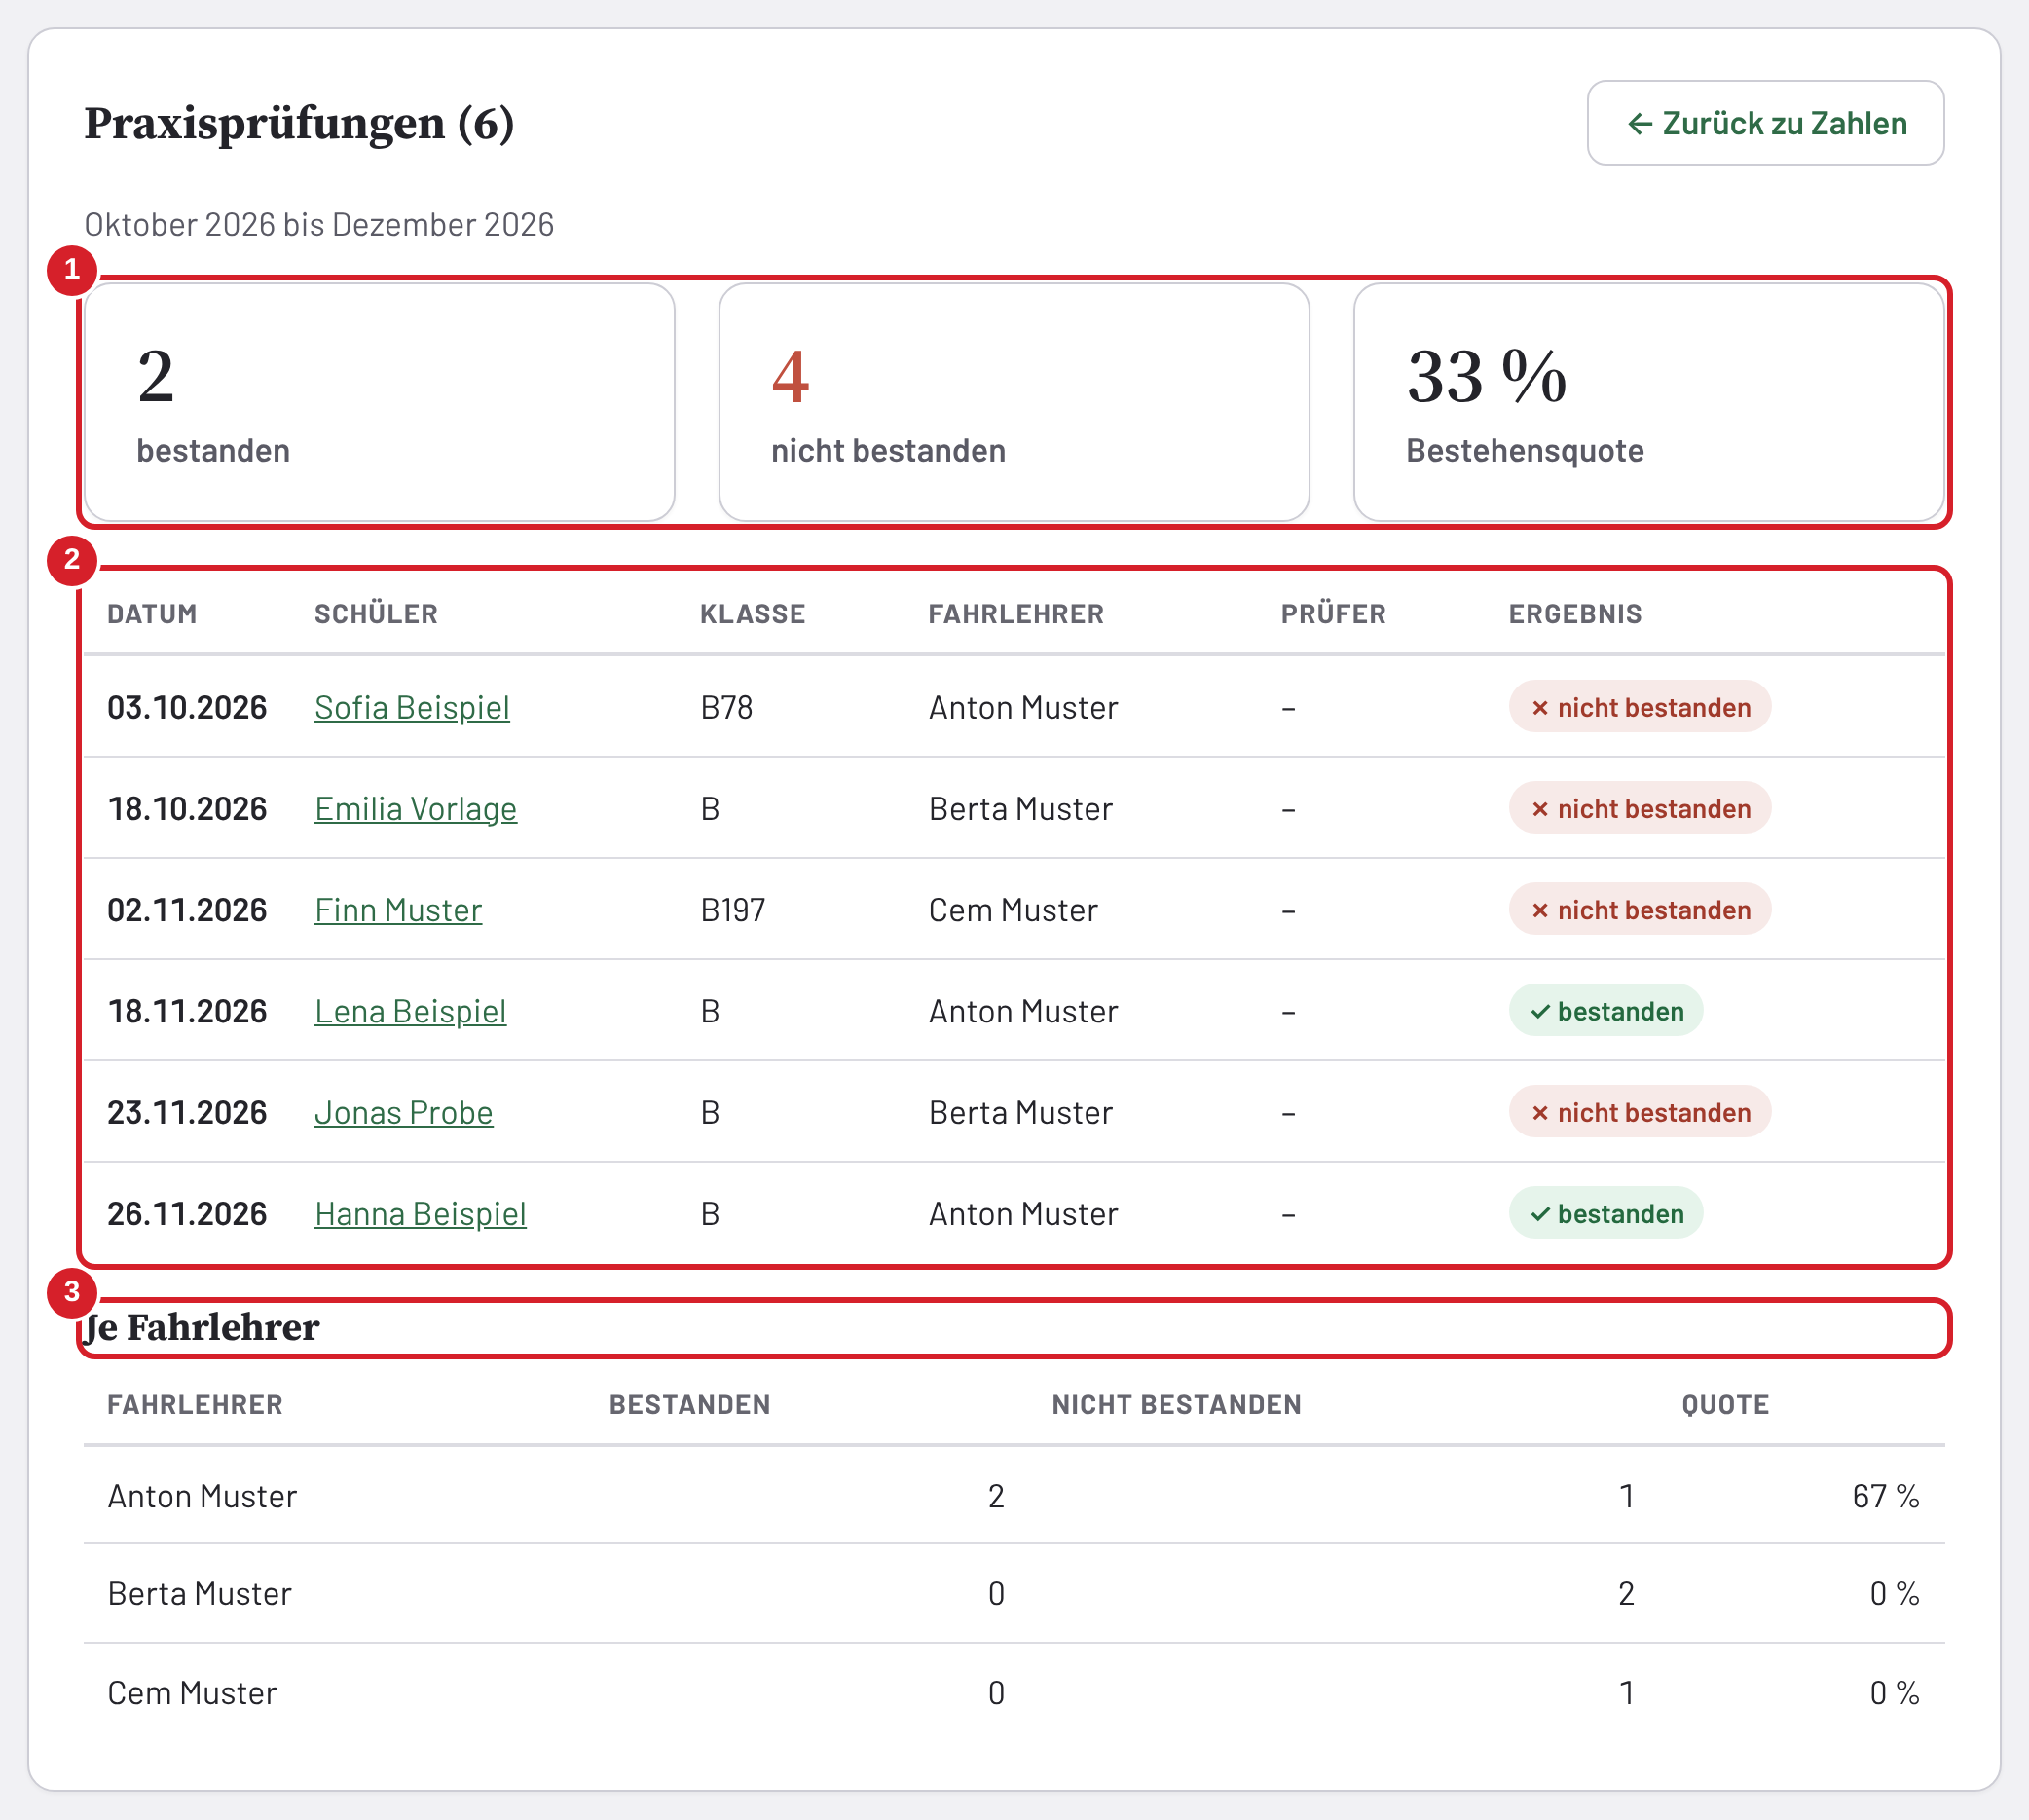 Praxisprüfungen (6)
← Zurück zu Zahlen
Oktober 2026 bis Dezember 2026
1
2
bestanden
4
nicht bestanden
33 %
Bestehensquote
2
DATUM SCHÜLER KLASSE FAHRLEHRER PRÜFER ERGEBNIS
03.10.2026 Sofia Beispiel B78 Anton Muster – × nicht bestanden
18.10.2026 Emilia Vorlage B Berta Muster – × nicht bestanden
02.11.2026 Finn Muster B197 Cem Muster – × nicht bestanden
18.11.2026 Lena Beispiel B Anton Muster – ✓ bestanden
23.11.2026 Jonas Probe B Berta Muster – × nicht bestanden
26.11.2026 Hanna Beispiel B Anton Muster – ✓ bestanden
3
Je Fahrlehrer
FAHRLEHRER BESTANDEN NICHT BESTANDEN QUOTE
Anton Muster 2 1 67 %
Berta Muster 0 2 0 %
Cem Muster 0 1 0 %